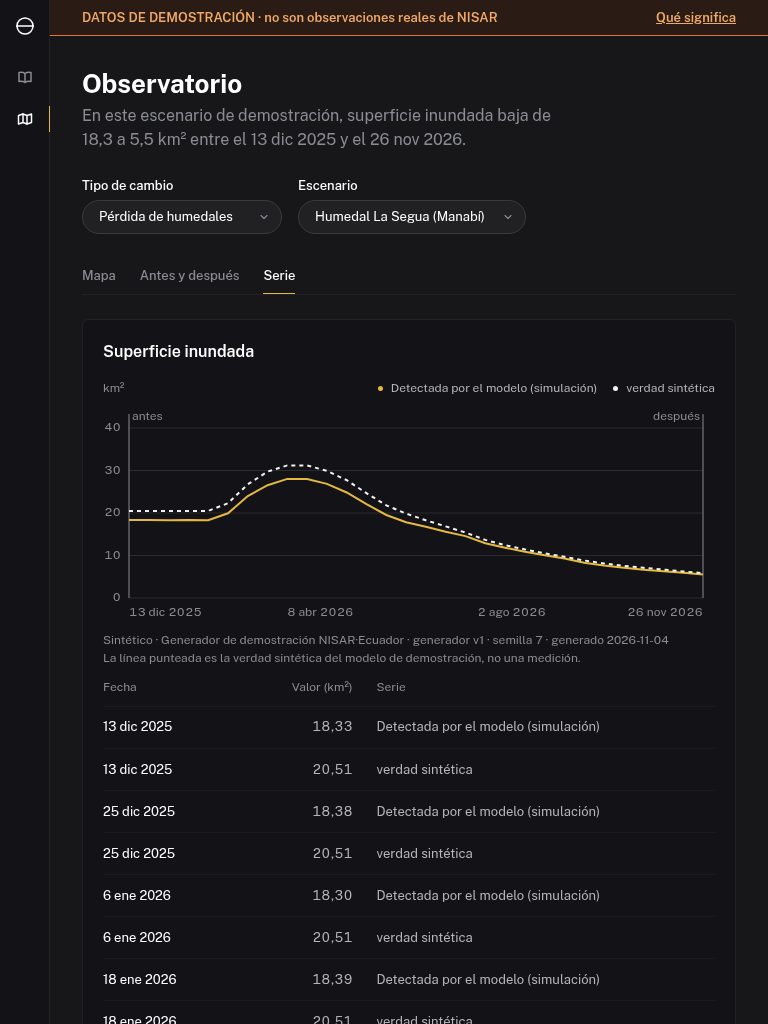 DATOS DE DEMOSTRACIÓN · no son observaciones reales de NISAR
Qué significa
Observatorio
En este escenario de demostración, superficie inundada baja de
18,3 a 5,5 km² entre el 13 dic 2025 y el 26 nov 2026.
Tipo de cambio
Escenario
Pérdida de humedales
Humedal La Segua (Manabí)
Mapa
Antes y después
Serie
Superficie inundada
km²
Detectada por el modelo (simulación)
verdad sintética
antes
después
40
30
20
10
0
13 dic 2025
8 abr 2026
2 ago 2026
26 nov 2026
Sintético · Generador de demostración NISAR·Ecuador · generador v1 · semilla 7 · generado 2026-11-04
La línea punteada es la verdad sintética del modelo de demostración, no una medición.
Fecha Valor (km²) Serie
13 dic 2025 18,33 Detectada por el modelo (simulación)
13 dic 2025 20,51 verdad sintética
25 dic 2025 18,38 Detectada por el modelo (simulación)
25 dic 2025 20,51 verdad sintética
6 ene 2026 18,30 Detectada por el modelo (simulación)
6 ene 2026 20,51 verdad sintética
18 ene 2026 18,39 Detectada por el modelo (simulación)
18 ene 2026 20,51 verdad sintética